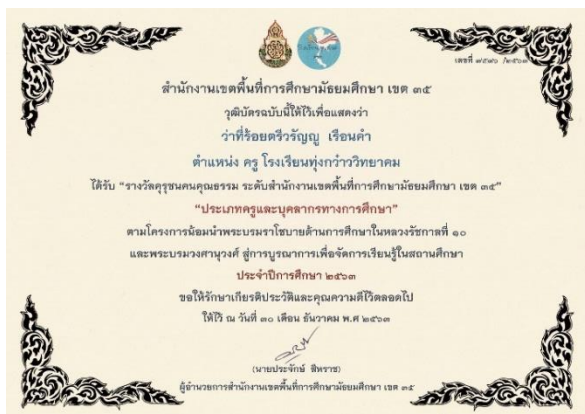 เลขที่ ๗๕๙๖ /๒๕๖๓
สำนักงานเขตพื้นที่การศึกษามัธยมศึกษา เขต ๓๕
วุฒิบัตรฉบับนี้ให้ไว้เพื่อแสดงว่า
ว่าที่ร้อยตรีวรัญญู เรือนคำ
ตำแหน่ง ครู โรงเรียนทุ่งกว๋าววิทยาคม
ได้รับ “รางวัลคุรุชนคนคุณธรรม ระดับสำนักงานเขตพื้นที่การศึกษามัธยมศึกษา เขต ๓๕”
“ประเภทครูและบุคลากรทางการศึกษา”
ตามโครงการน้อมนำพระบรมราโชบายด้านการศึกษาในหลวงรัชกาลที่ ๑๐
และพระบรมวงศานุวงศ์ สู่การบูรณาการเพื่อจัดการเรียนรู้ในสถานศึกษา
ประจำปีการศึกษา ๒๕๖๓
ขอให้รักษาเกียรติประวัติและคุณความดีไว้ตลอดไป
ให้ไว้ ณ วันที่ ๓๐ เดือน ธันวาคม พ.ศ ๒๕๖๓
(นายประจักษ์ สีหราช)
ผู้อำนวยการสำนักงานเขตพื้นที่การศึกษามัธยมศึกษา เขต ๓๕